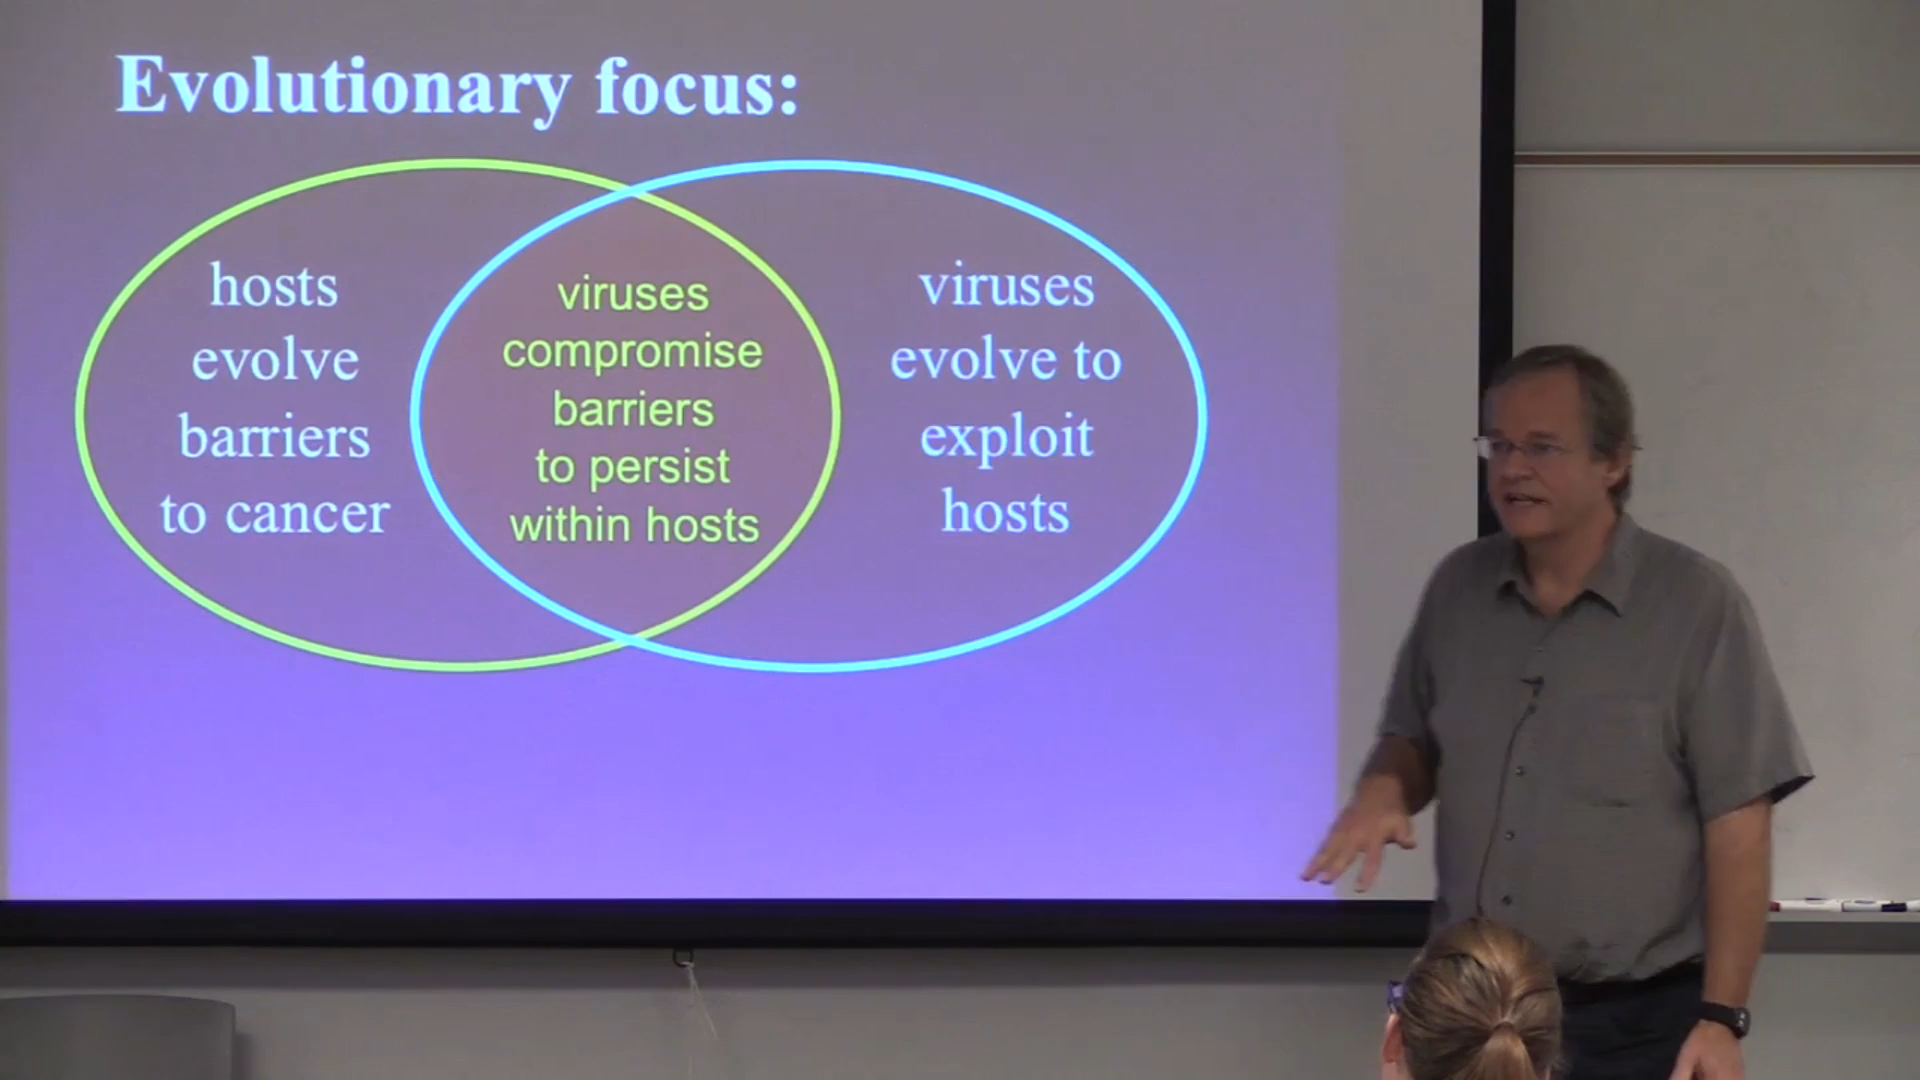 Evolutionary focus:
hosts
evolve
barriers
to cancer
viruses
compromise
barriers
to persist
within hosts
viruses
evolve to
exploit
hosts